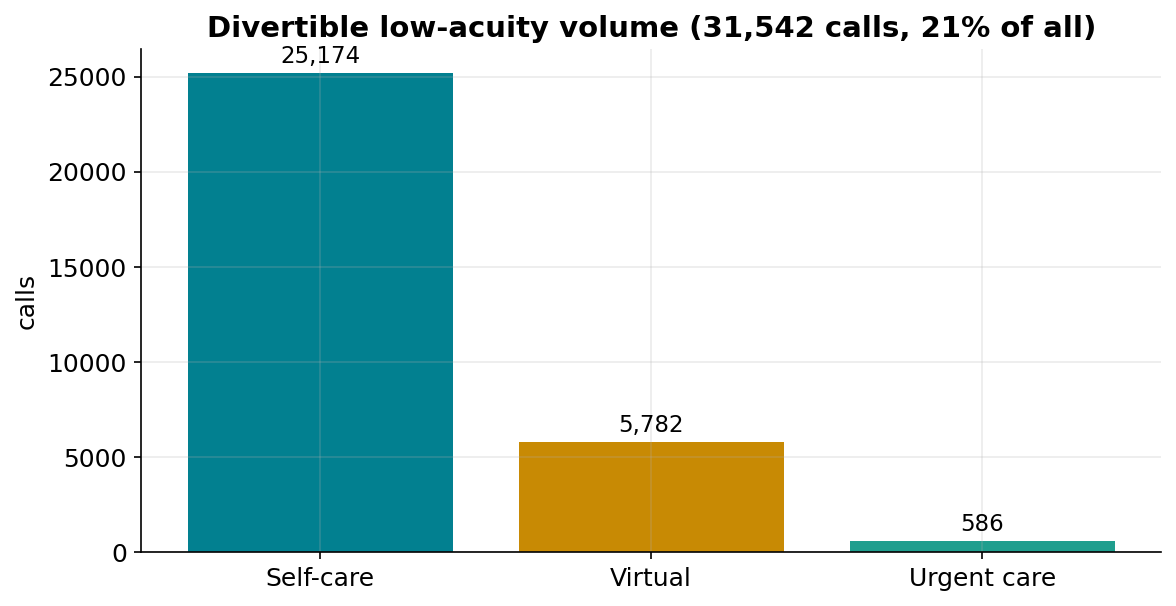 Divertible low-acuity volume (31,542 calls, 21% of all)
25,174
25000
20000
15000
10000
5000
0
calls
5,782
586
Self-care
Virtual
Urgent care